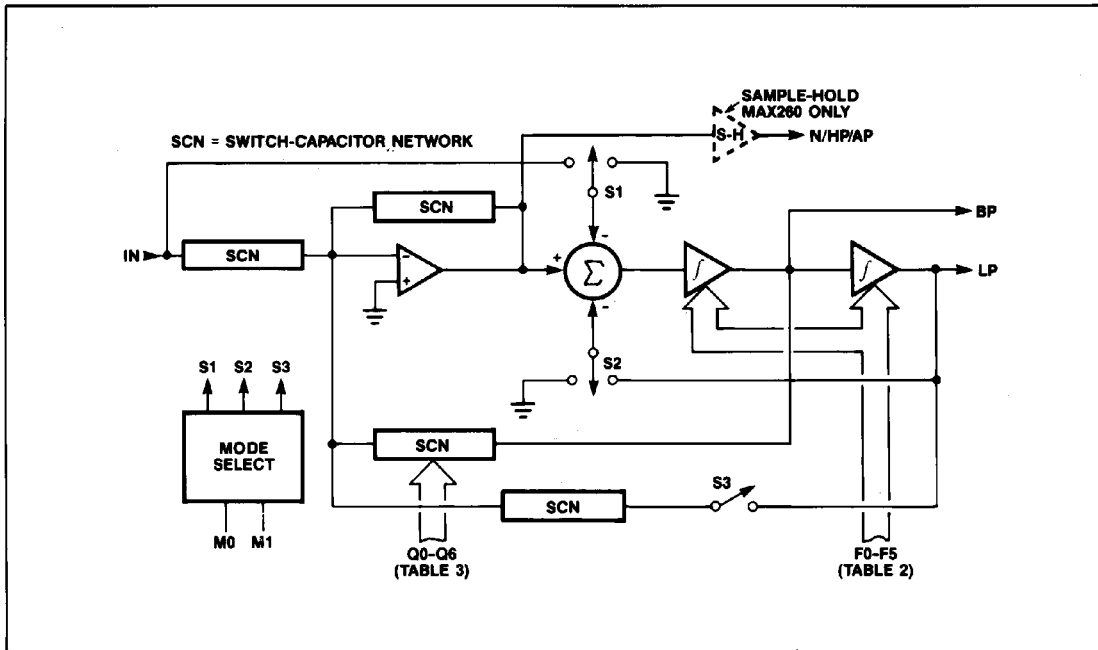 SAMPLE-HOLD
MAX260 ONLY
SCN = SWITCH-CAPACITOR NETWORK
S-H
N/HP/AP
S1
SCN
BP
IN
SCN
-
+
+
-
Σ
-
∫
∫
LP
S2
S1 S2 S3
MODE
SELECT
SCN
S3
SCN
M0 M1
Q0-Q6
(TABLE 3)
F0-F5
(TABLE 2)